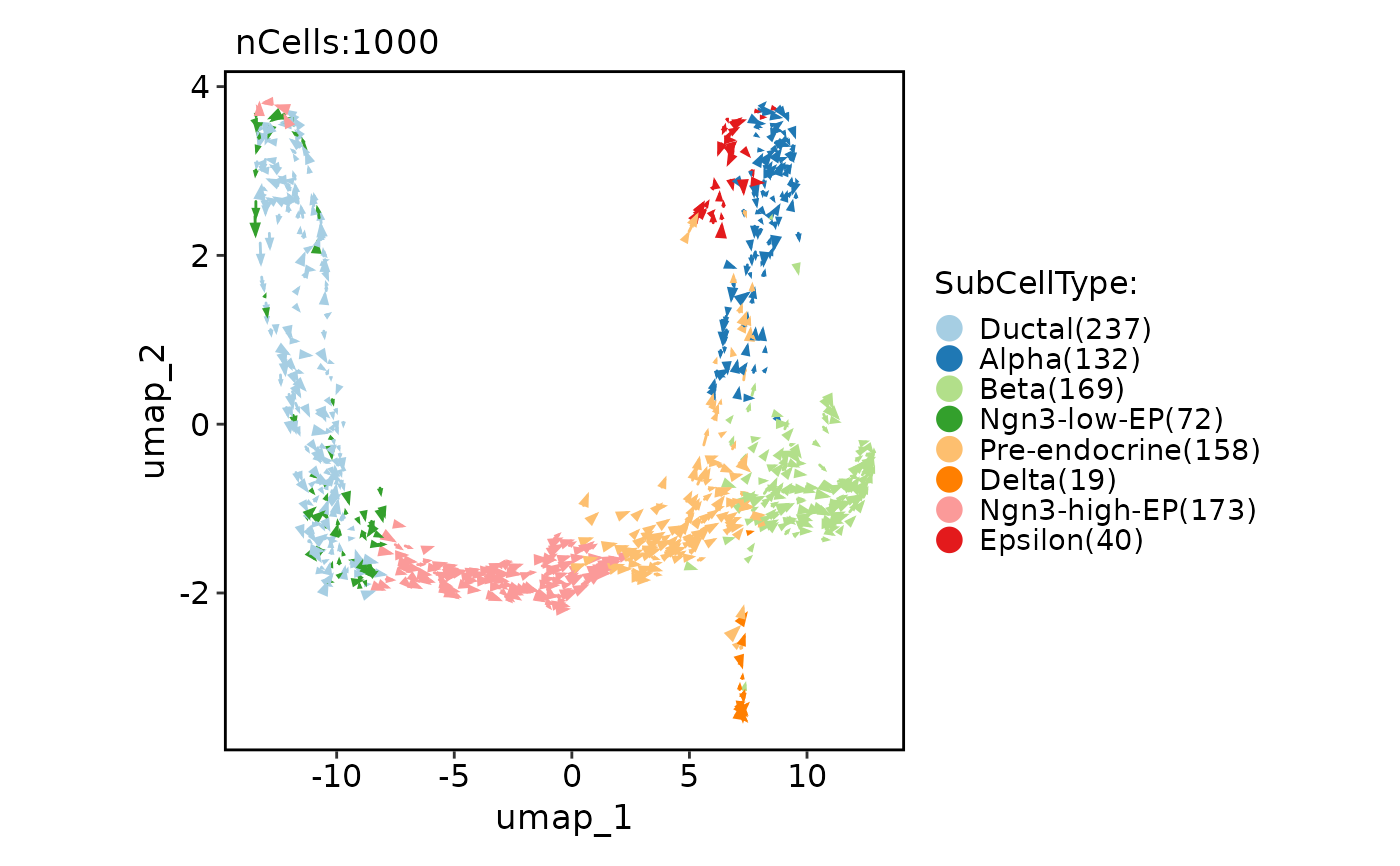 nCells:1000
4
2
0
-2
umap_2
-10 -5 0 5 10
umap_1
SubCellType:
Ductal(237)
Alpha(132)
Beta(169)
Ngn3-low-EP(72)
Pre-endocrine(158)
Delta(19)
Ngn3-high-EP(173)
Epsilon(40)